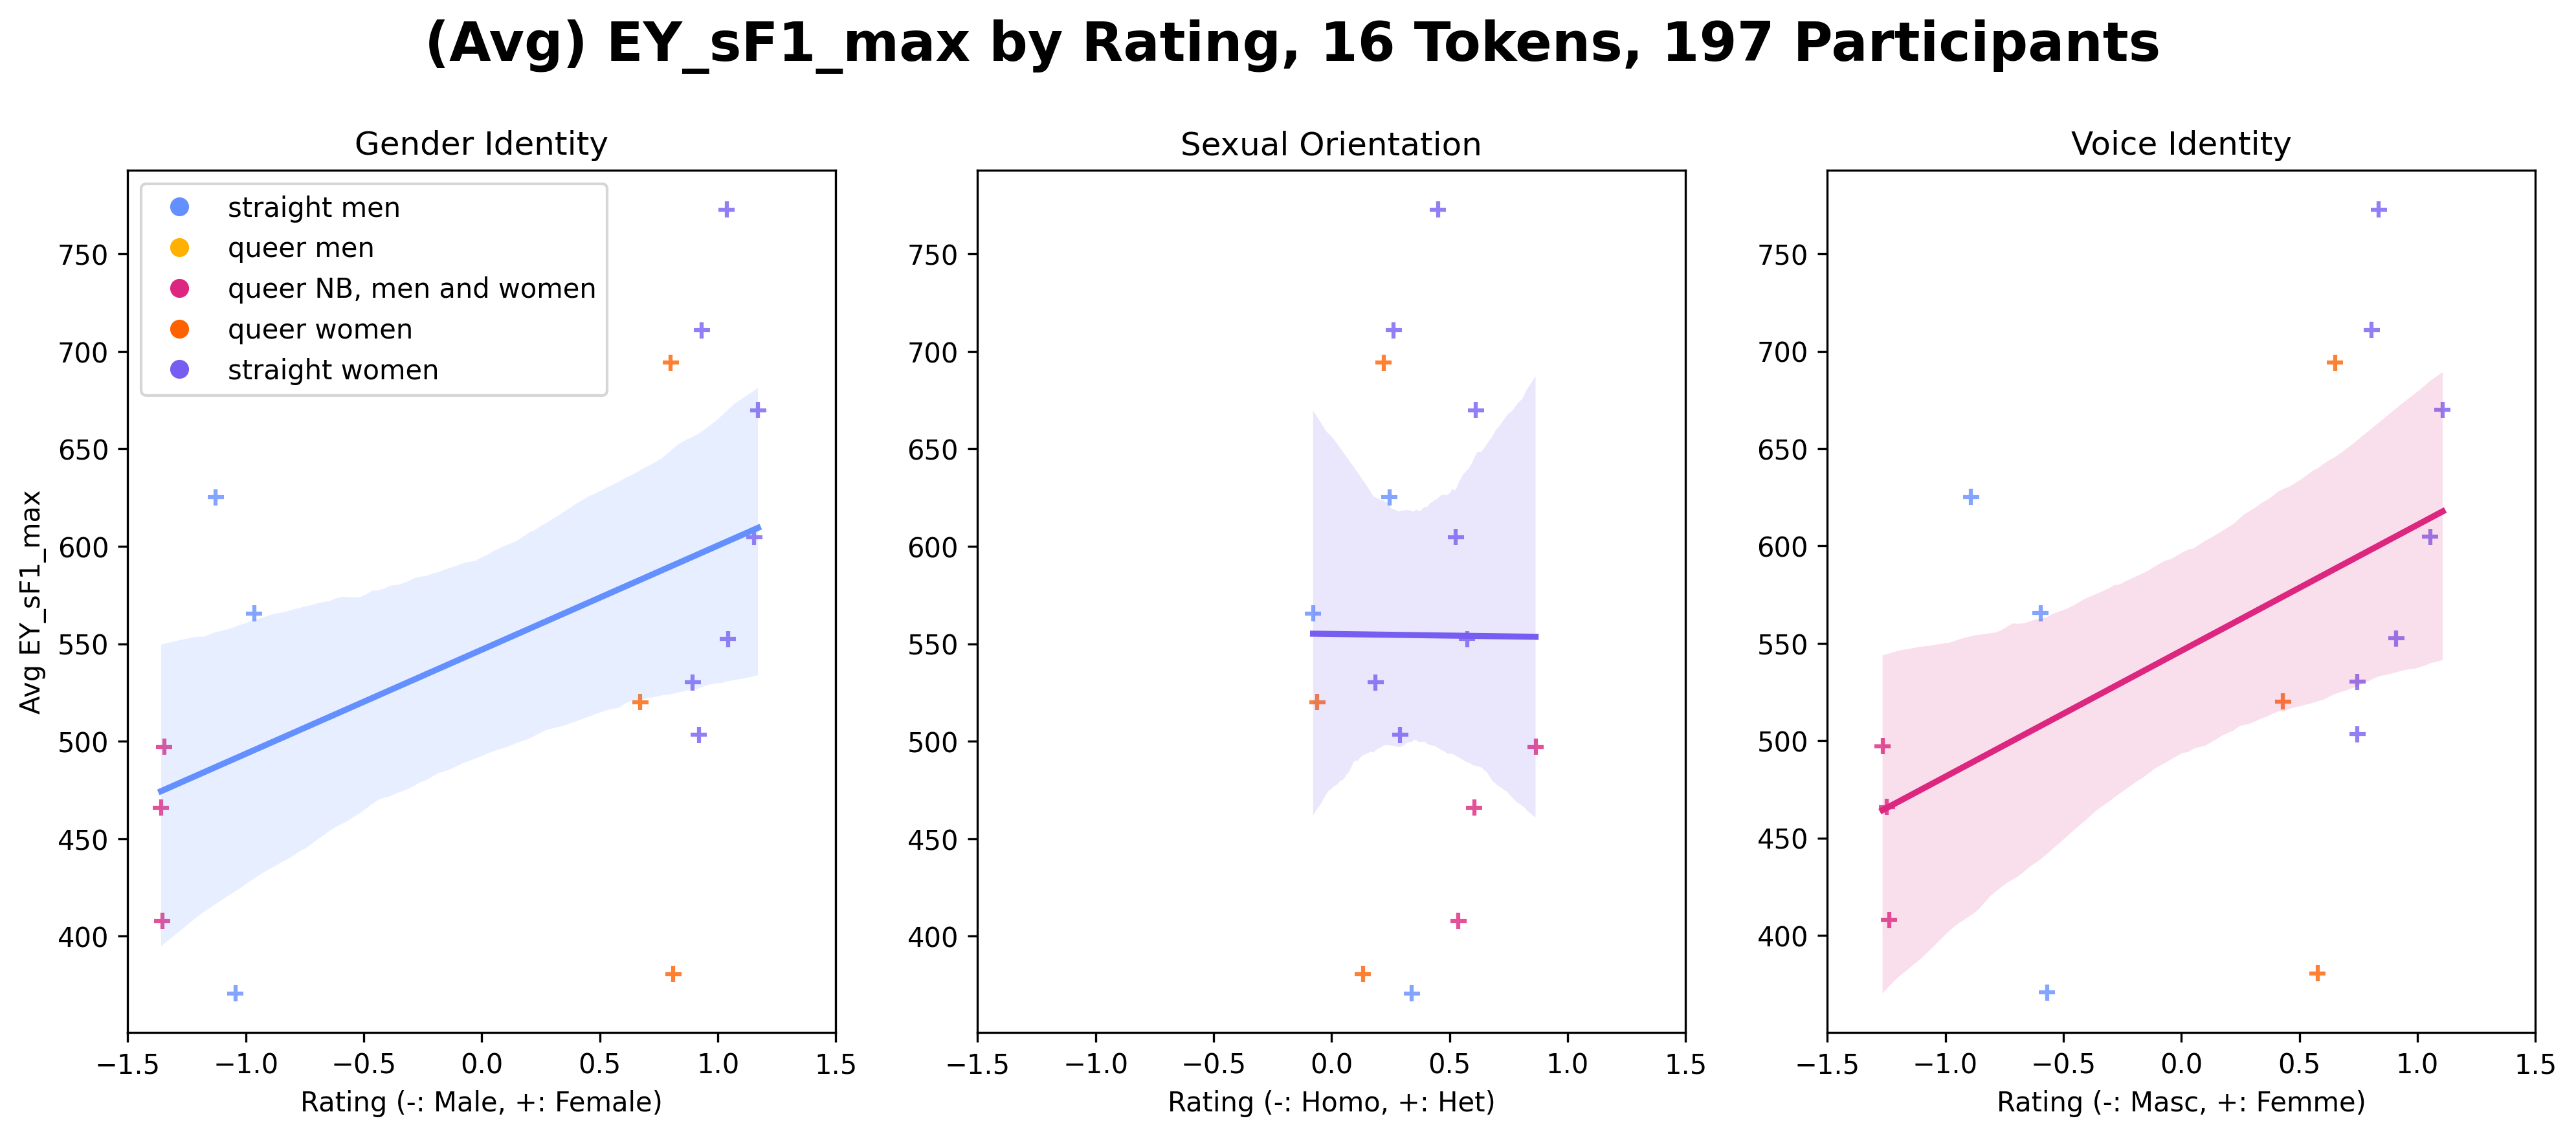 (Avg) EY_sF1_max by Rating, 16 Tokens, 197 Participants
Gender Identity
straight men
queer men
queer NB, men and women
queer women
straight women
Avg EY_sF1_max
750
700
650
600
550
500
450
400
−1.5 −1.0 −0.5 0.0 0.5 1.0 1.5
Rating (-: Male, +: Female)
Sexual Orientation
750
700
650
600
550
500
450
400
−1.5 −1.0 −0.5 0.0 0.5 1.0 1.5
Rating (-: Homo, +: Het)
Voice Identity
750
700
650
600
550
500
450
400
−1.5 −1.0 −0.5 0.0 0.5 1.0 1.5
Rating (-: Masc, +: Femme)